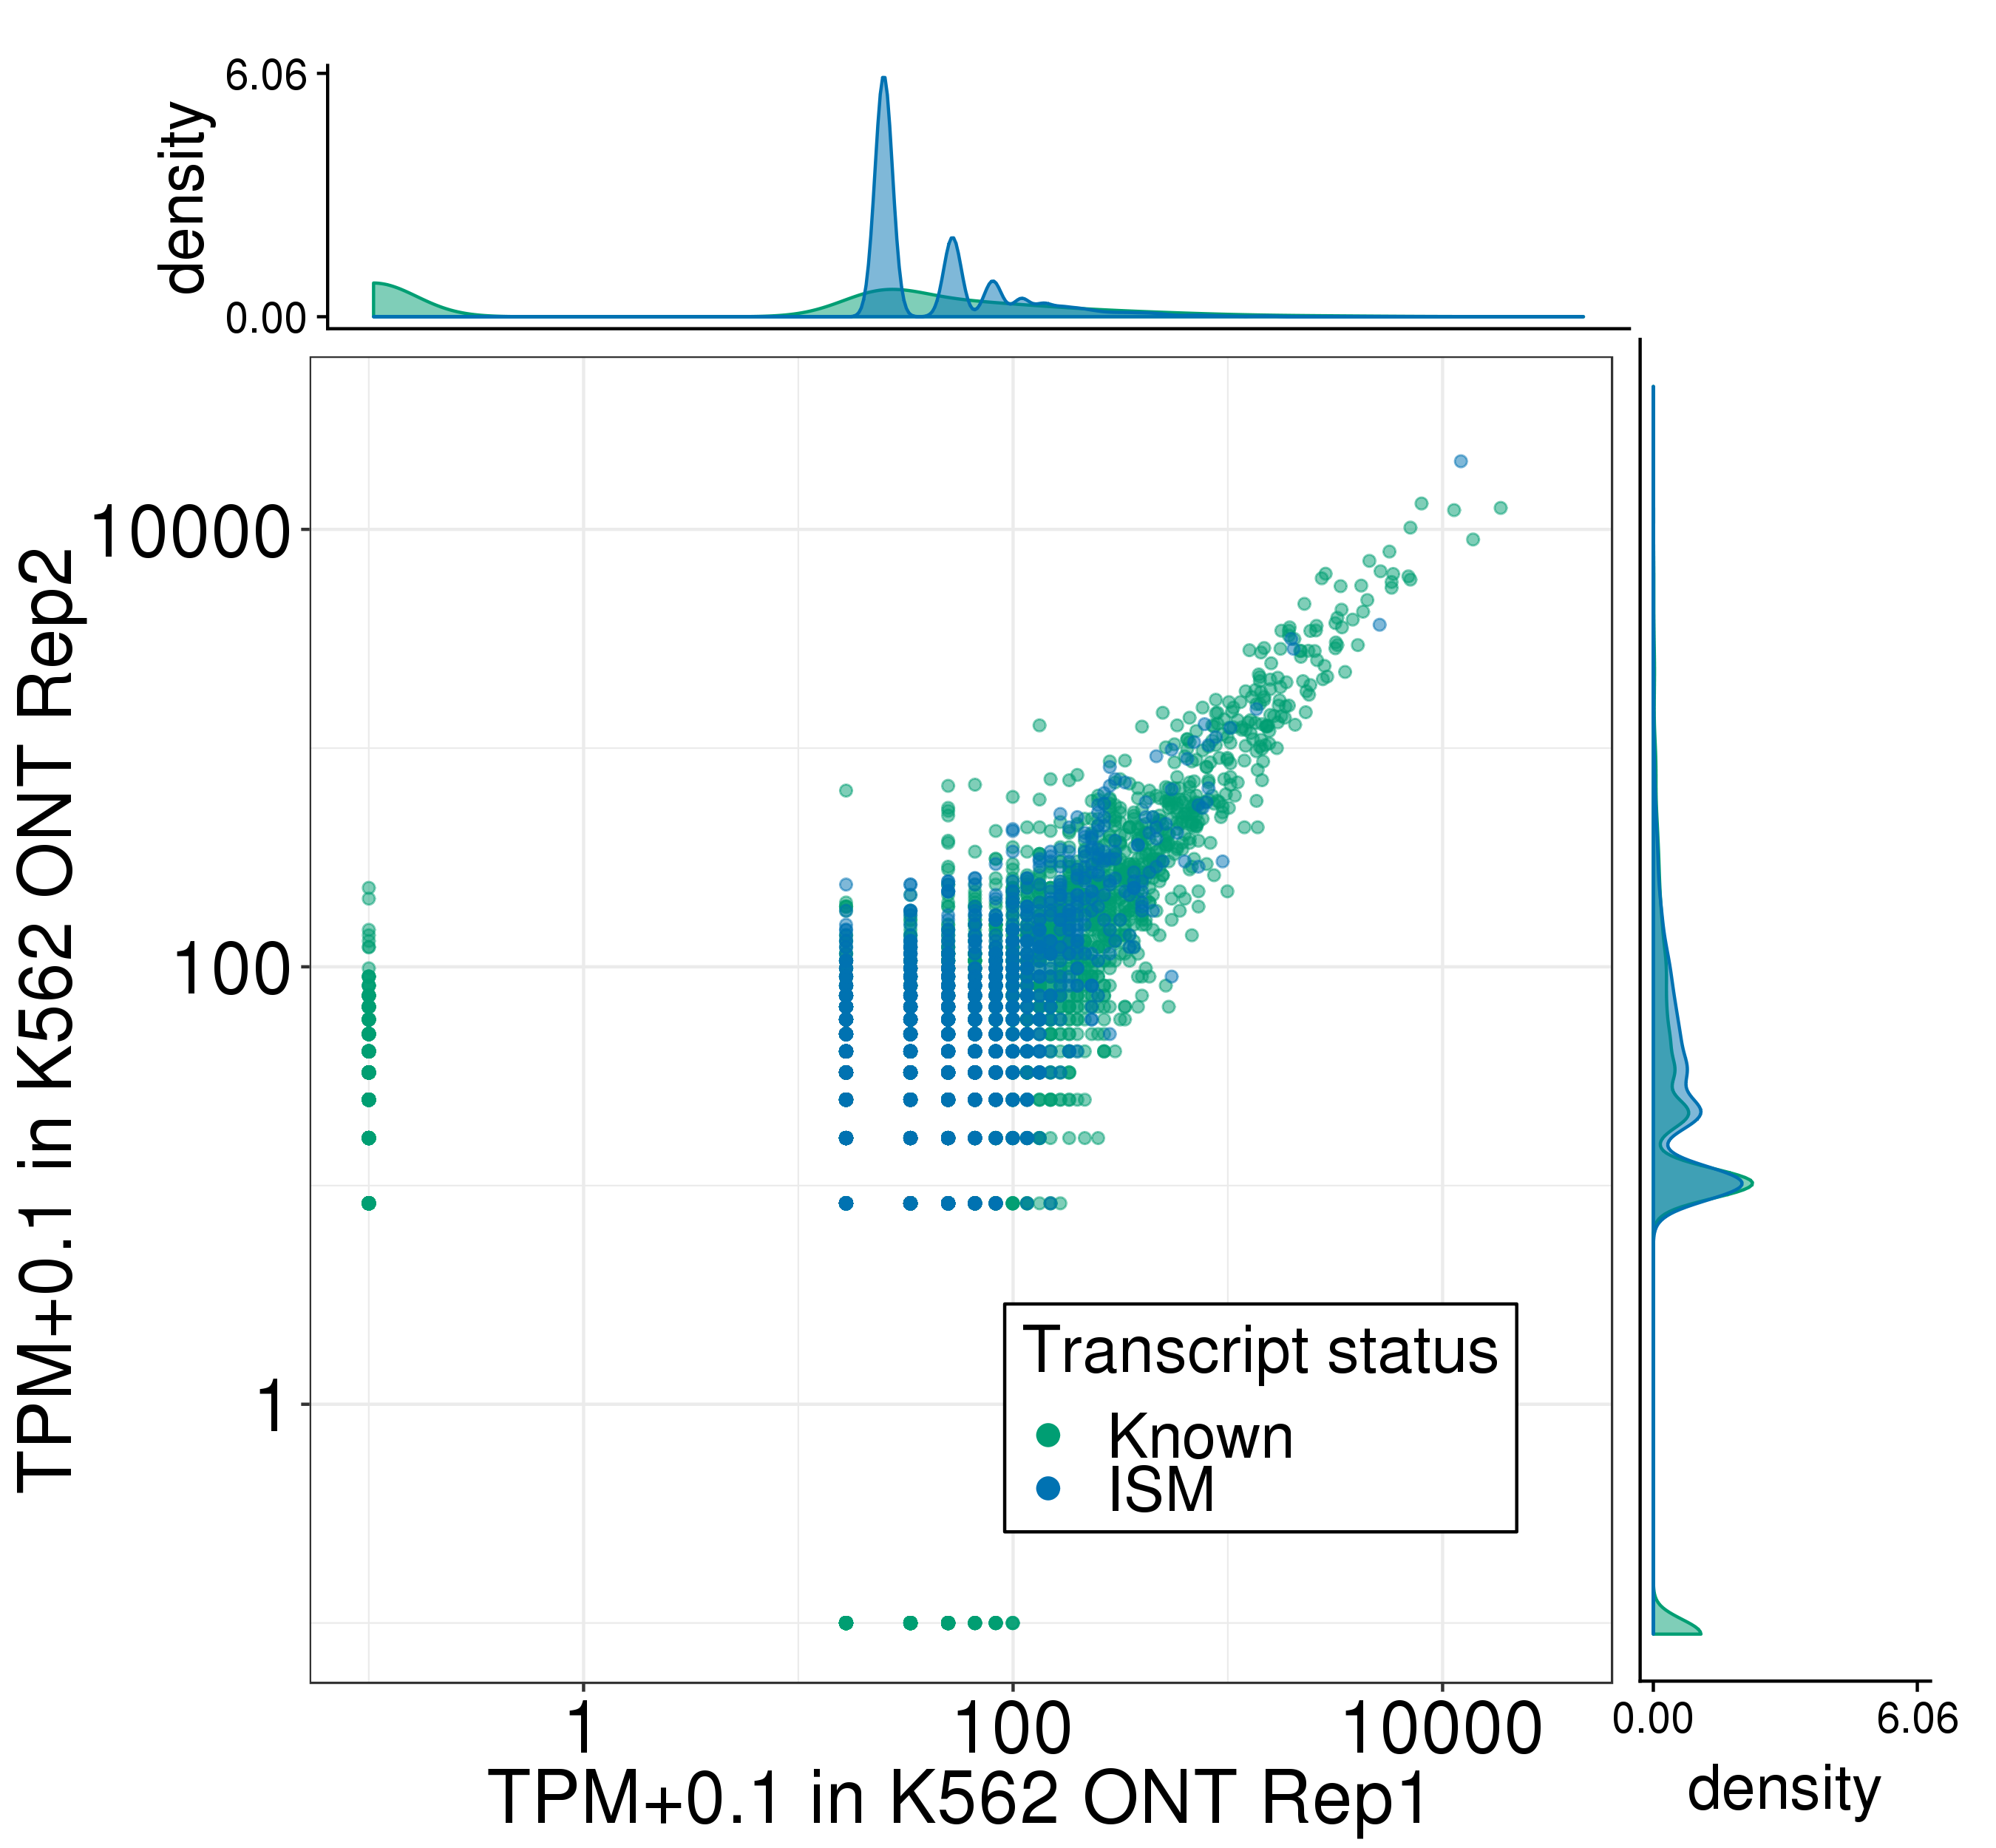 6.06
density
0.00
10000
100
1
TPM+0.1 in K562 ONT Rep2
Transcript status
Known
ISM
1
100
10000
TPM+0.1 in K562 ONT Rep1
0.00
6.06
density